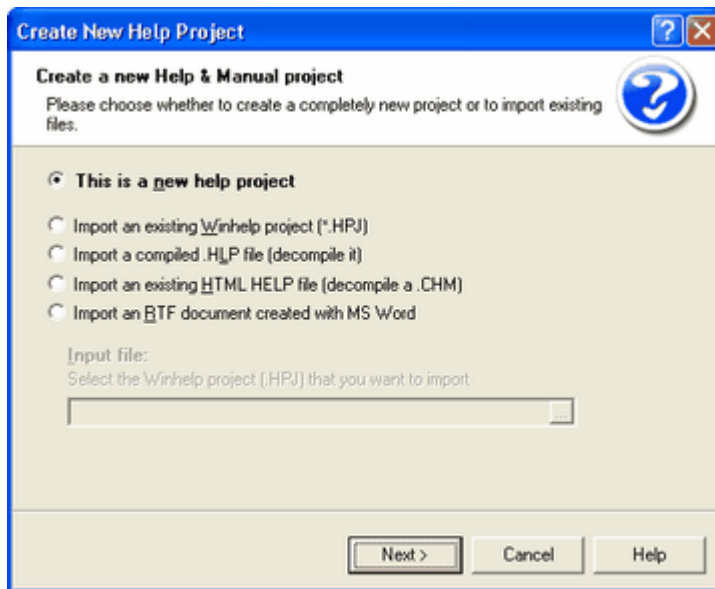 Create New Help Project
Create a new Help & Manual project
Please choose whether to create a completely new project or to import existing
files.
This is a new help project
Import an existing Winhelp project (*.HPJ)
Import a compiled .HLP file (decompile it)
Import an existing HTML HELP file (decompile a .CHM)
Import an RTF document created with MS Word
Input file:
Select the Winhelp project (.HPJ) that you want to import
...
Next >
Cancel
Help